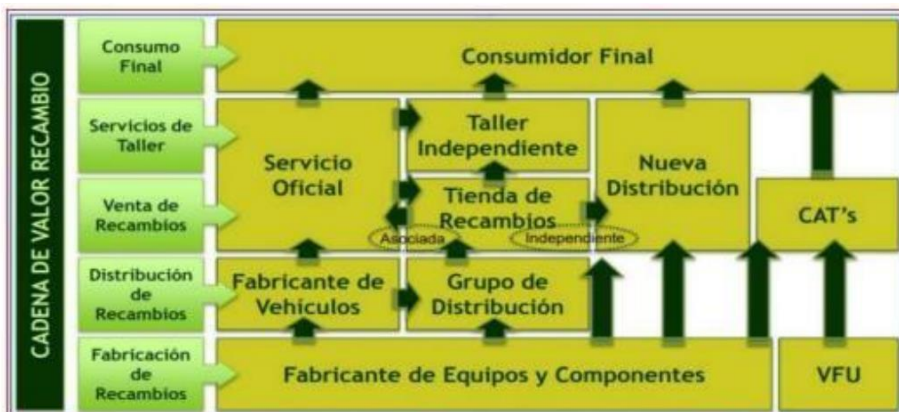 CADENA DE VALOR RECAMBIO
Consumo
Final
Consumidor Final
Servicios de
Taller
Servicio
Oficial
Taller
Independiente
Nueva
Distribución
Venta de
Recambios
Tienda de
Recambios
Asociada
Independiente
CAT's
Distribución
de
Recambios
Fabricante de
Vehículos
Grupo de
Distribución
Fabricación
de
Recambios
Fabricante de Equipos y Componentes
VFU